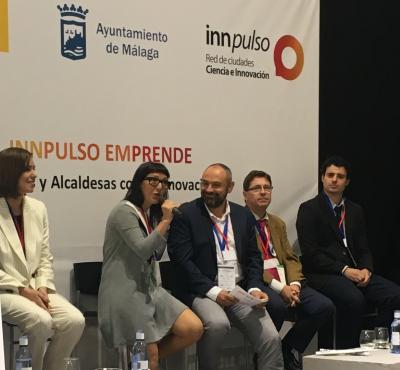 Ayuntamiento
de Málaga
innpulso
Red de ciudades
Ciencia e Innovación
INNPULSO EMPRENDE
y Alcaldesas co